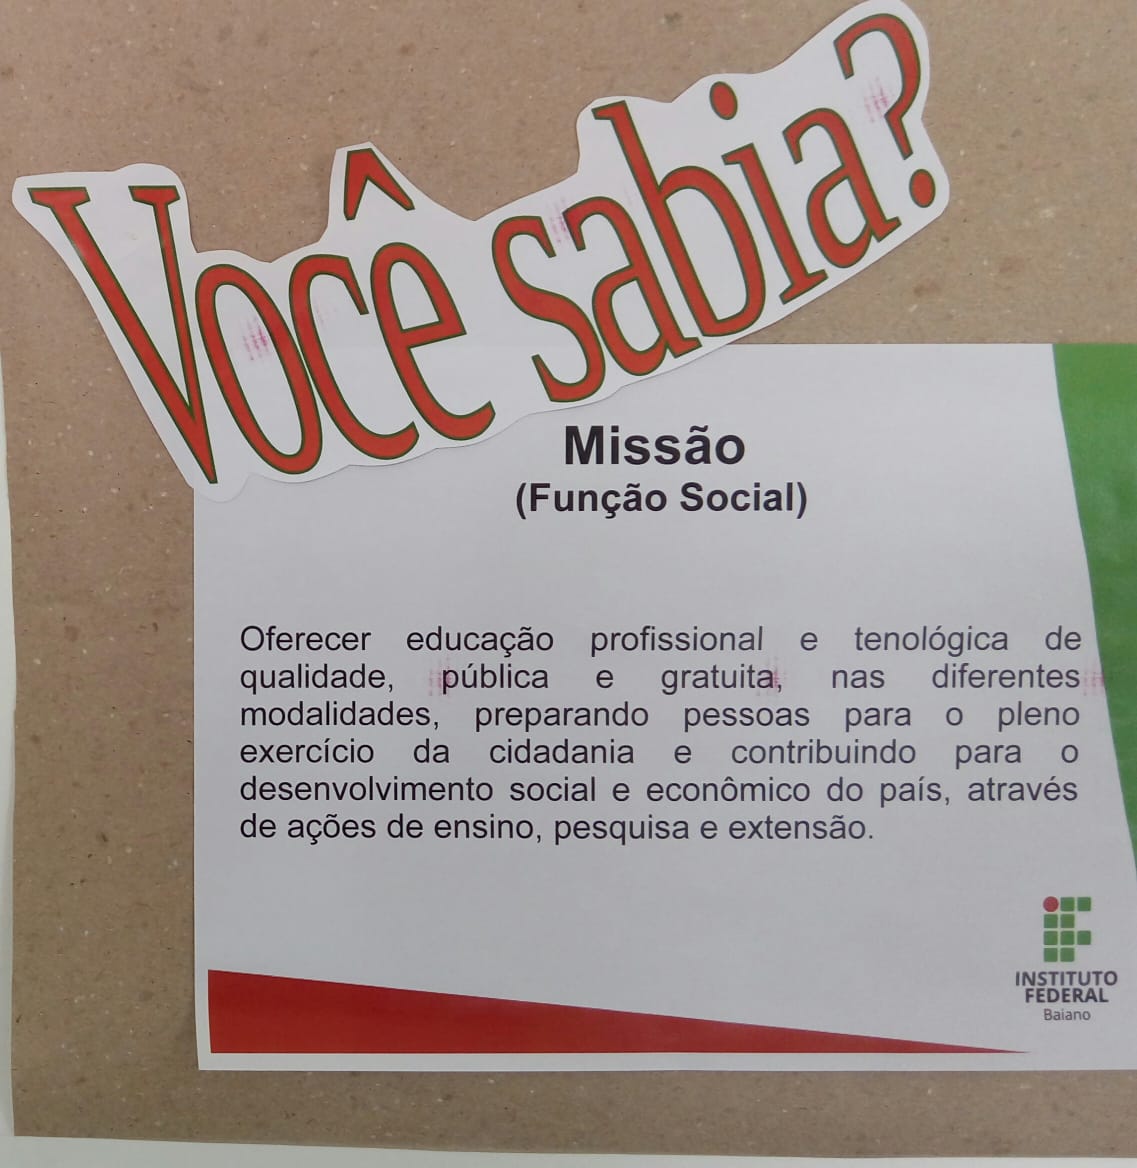 Você sabia?
Missão
(Função Social)
Oferecer educação profissional e tenológica de
qualidade, pública e gratuita, nas diferentes
modalidades, preparando pessoas para o pleno
exercício da cidadania e contribuindo para o
desenvolvimento social e econômico do país, através
de ações de ensino, pesquisa e extensão.
INSTITUTO
FEDERAL
Baiano